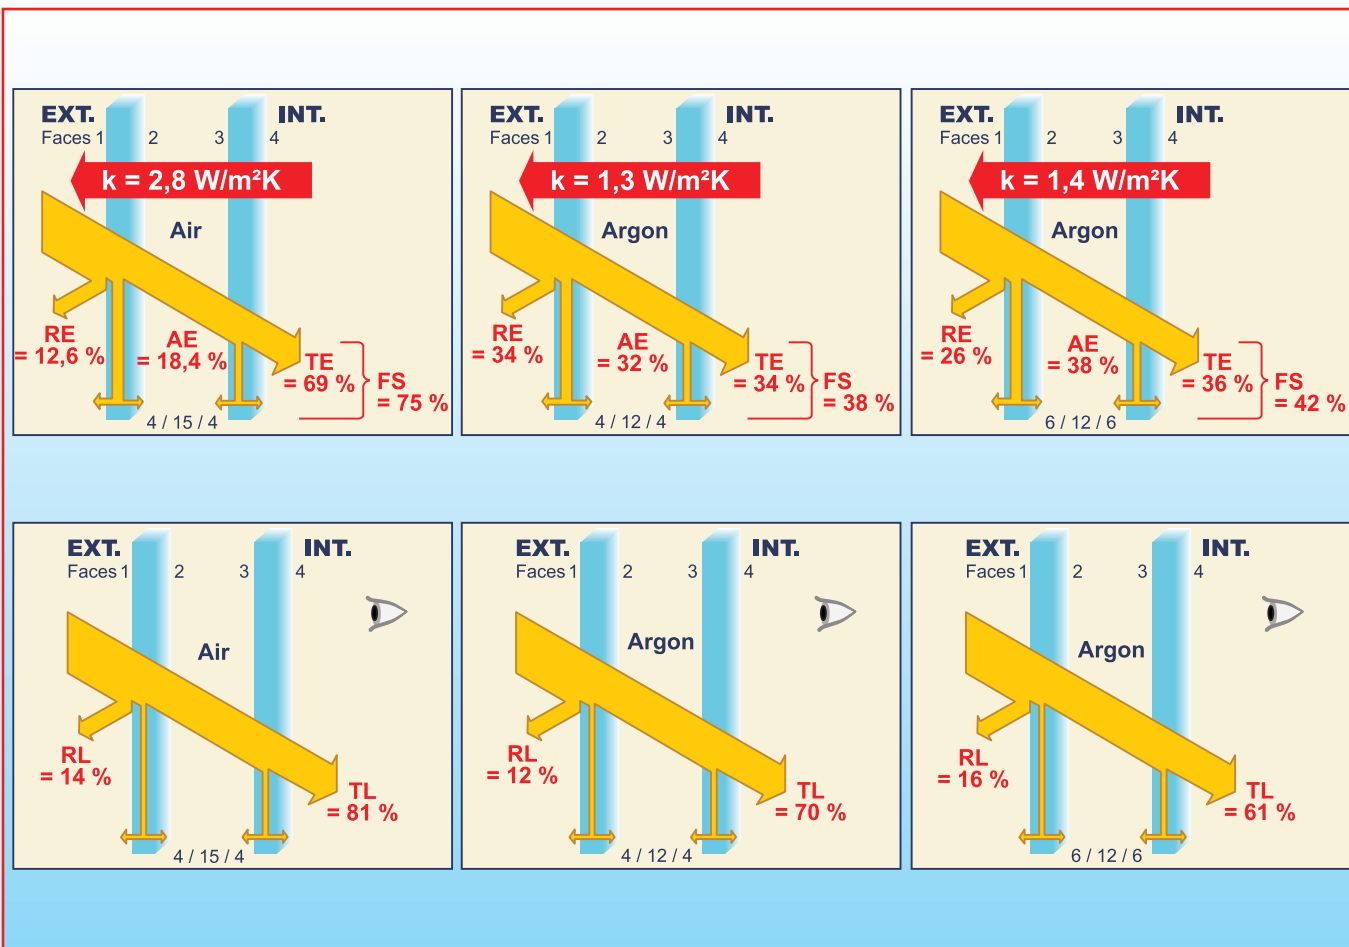 EXT. INT.
Faces 1 2 3 4
k = 2,8 W/m²K
Air
RE
= 12,6 %
AE
= 18,4 %
TE
= 69 %
FS
= 75 %
4 / 15 / 4
EXT. INT.
Faces 1 2 3 4
k = 1,3 W/m²K
Argon
RE
= 34 %
AE
= 32 %
TE
= 34 %
FS
= 38 %
4 / 12 / 4
EXT. INT.
Faces 1 2 3 4
k = 1,4 W/m²K
Argon
RE
= 26 %
AE
= 38 %
TE
= 36 %
FS
= 42 %
6 / 12 / 6
EXT. INT.
Faces 1 2 3 4
Air
RL
= 14 %
TL
= 81 %
4 / 15 / 4
EXT. INT.
Faces 1 2 3 4
Argon
RL
= 12 %
TL
= 70 %
4 / 12 / 4
EXT. INT.
Faces 1 2 3 4
Argon
RL
= 16 %
TL
= 61 %
6 / 12 / 6